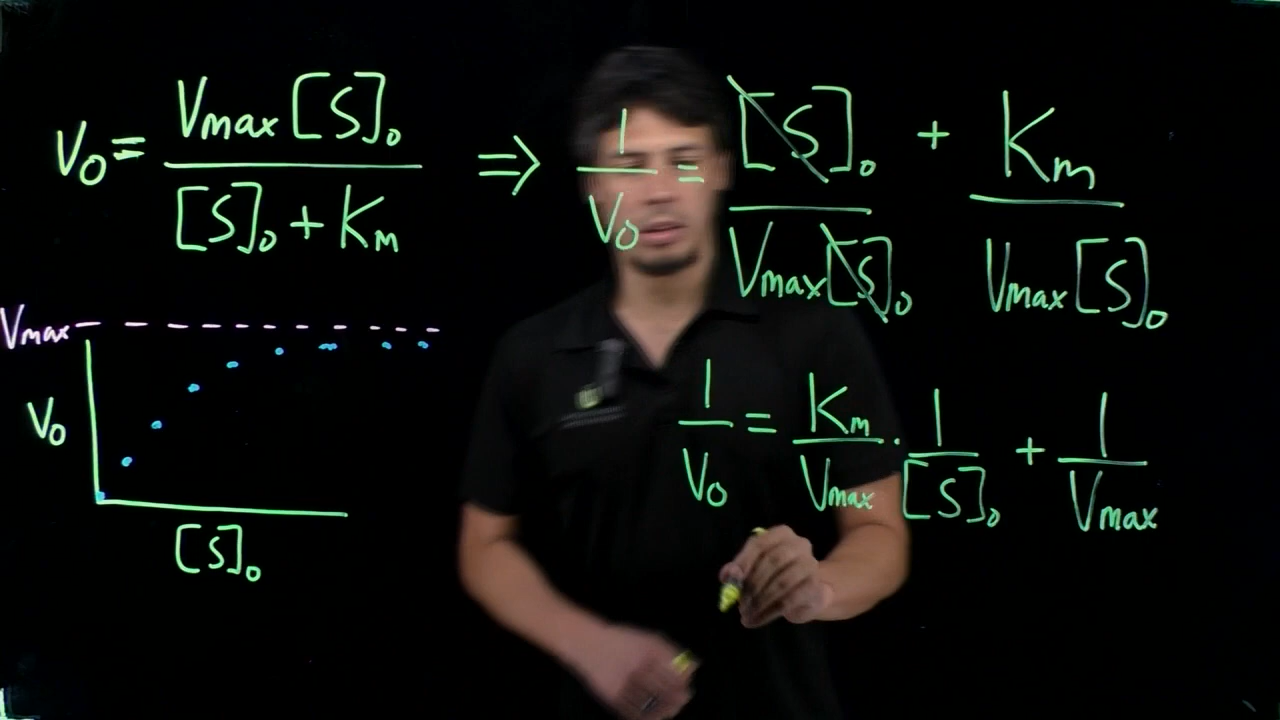 V₀ = Vmax [S]₀ / ([S]₀ + Km) ⇒ 1/V₀ = [S]₀ / (Vmax [S]₀) + Km / (Vmax [S]₀)
Vmax
V₀
[S]₀
1/V₀ = Km/Vmax · 1/[S]₀ + 1/Vmax